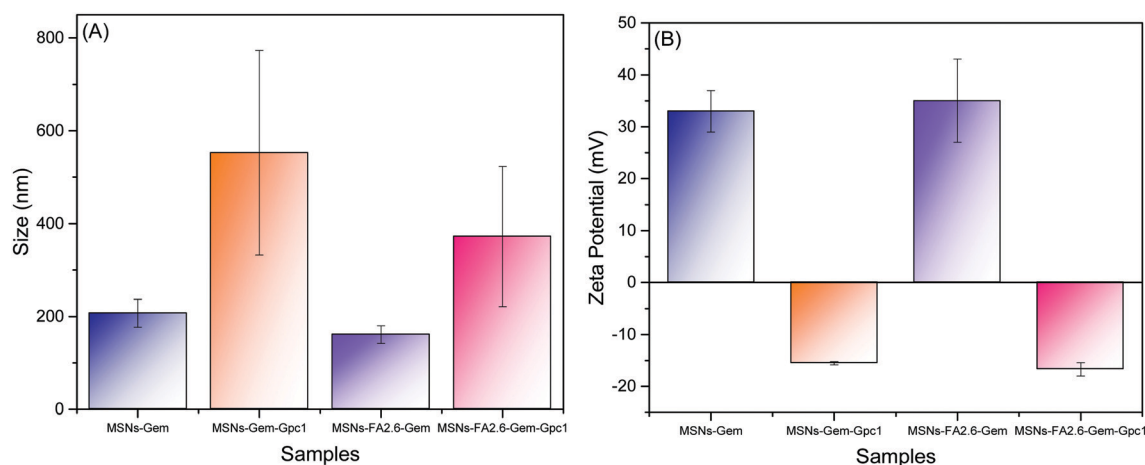 (A)
800
600
400
200
0
Size (nm)
MSNs-Gem
MSNs-Gem-Gpc1
MSNs-FA2.6-Gem
MSNs-FA2.6-Gem-Gpc1
Samples
(B)
50
40
30
20
10
0
-10
-20
Zeta Potential (mV)
MSNs-Gem
MSNs-Gem-Gpc1
MSNs-FA2.6-Gem
MSNs-FA2.6-Gem-Gpc1
Samples